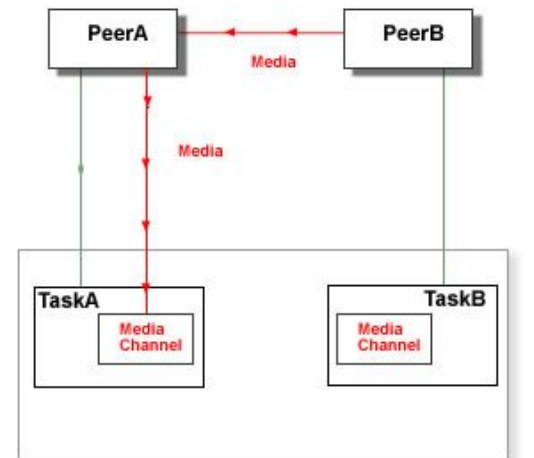 PeerA
PeerB
Media
Media
TaskA
TaskB
Media
Channel
Media
Channel